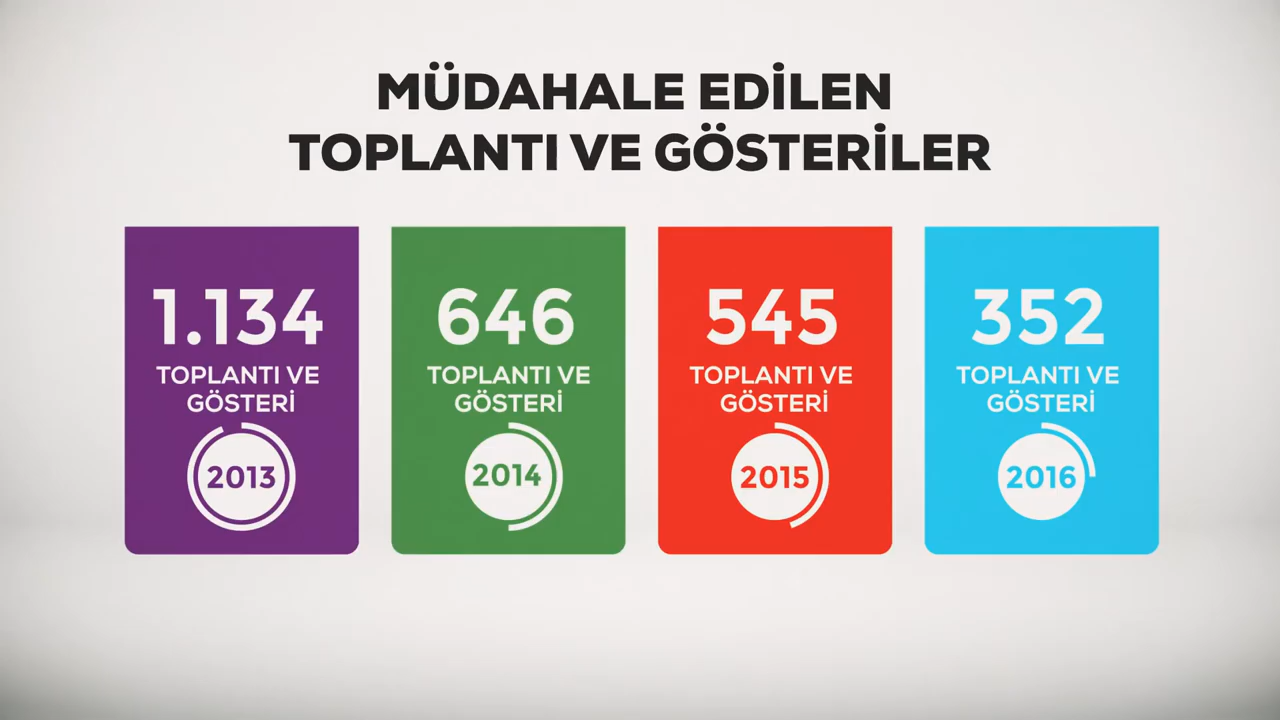 MÜDAHALE EDİLEN
TOPLANTI VE GÖSTERİLER
1.134
TOPLANTI VE
GÖSTERİ
2013
646
TOPLANTI VE
GÖSTERİ
2014
545
TOPLANTI VE
GÖSTERİ
2015
352
TOPLANTI VE
GÖSTERİ
2016